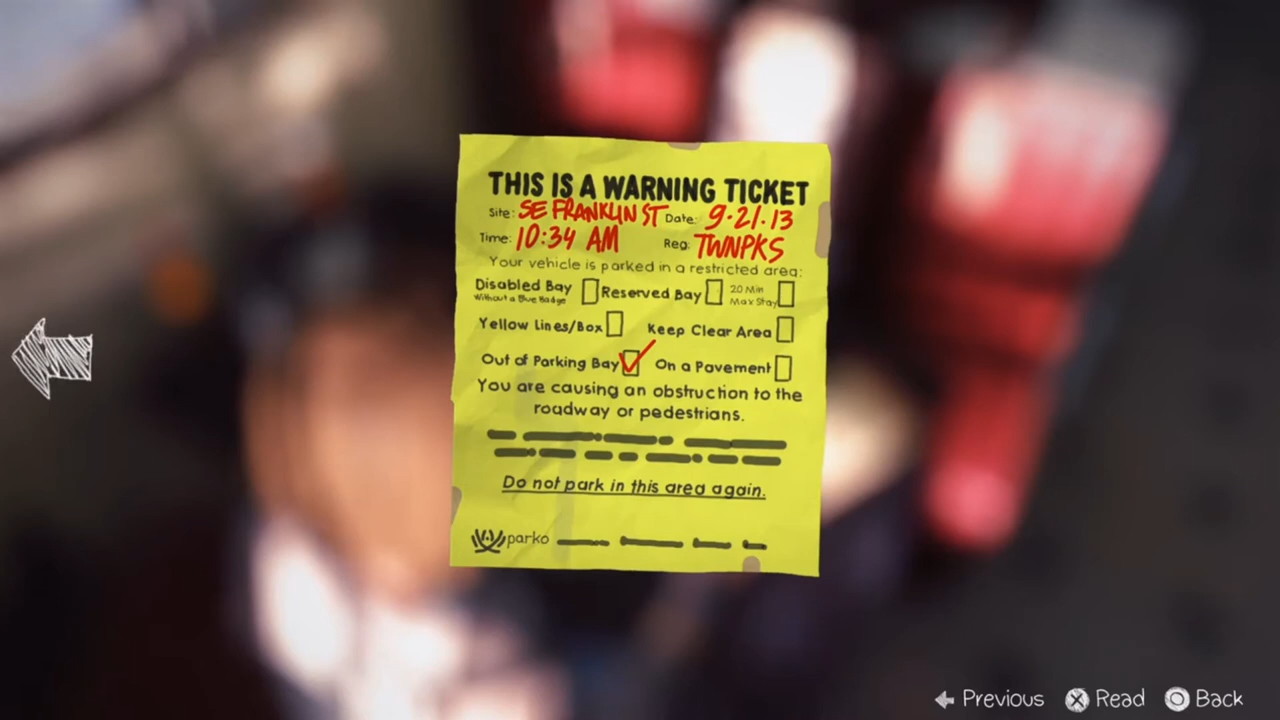 THIS IS A WARNING TICKET
Site: SE FRANKLIN ST Date: 9.21.13
Time: 10:34 AM Reg: TWNPKS
Your vehicle is parked in a restricted area:
Disabled Bay Reserved Bay 20 Min
Without a Blue Badge Max Stay
Yellow Lines/Box Keep Clear Area
Out of Parking Bay On a Pavement
You are causing an obstruction to the
roadway or pedestrians.
Do not park in this area again.
parko
Previous Read Back